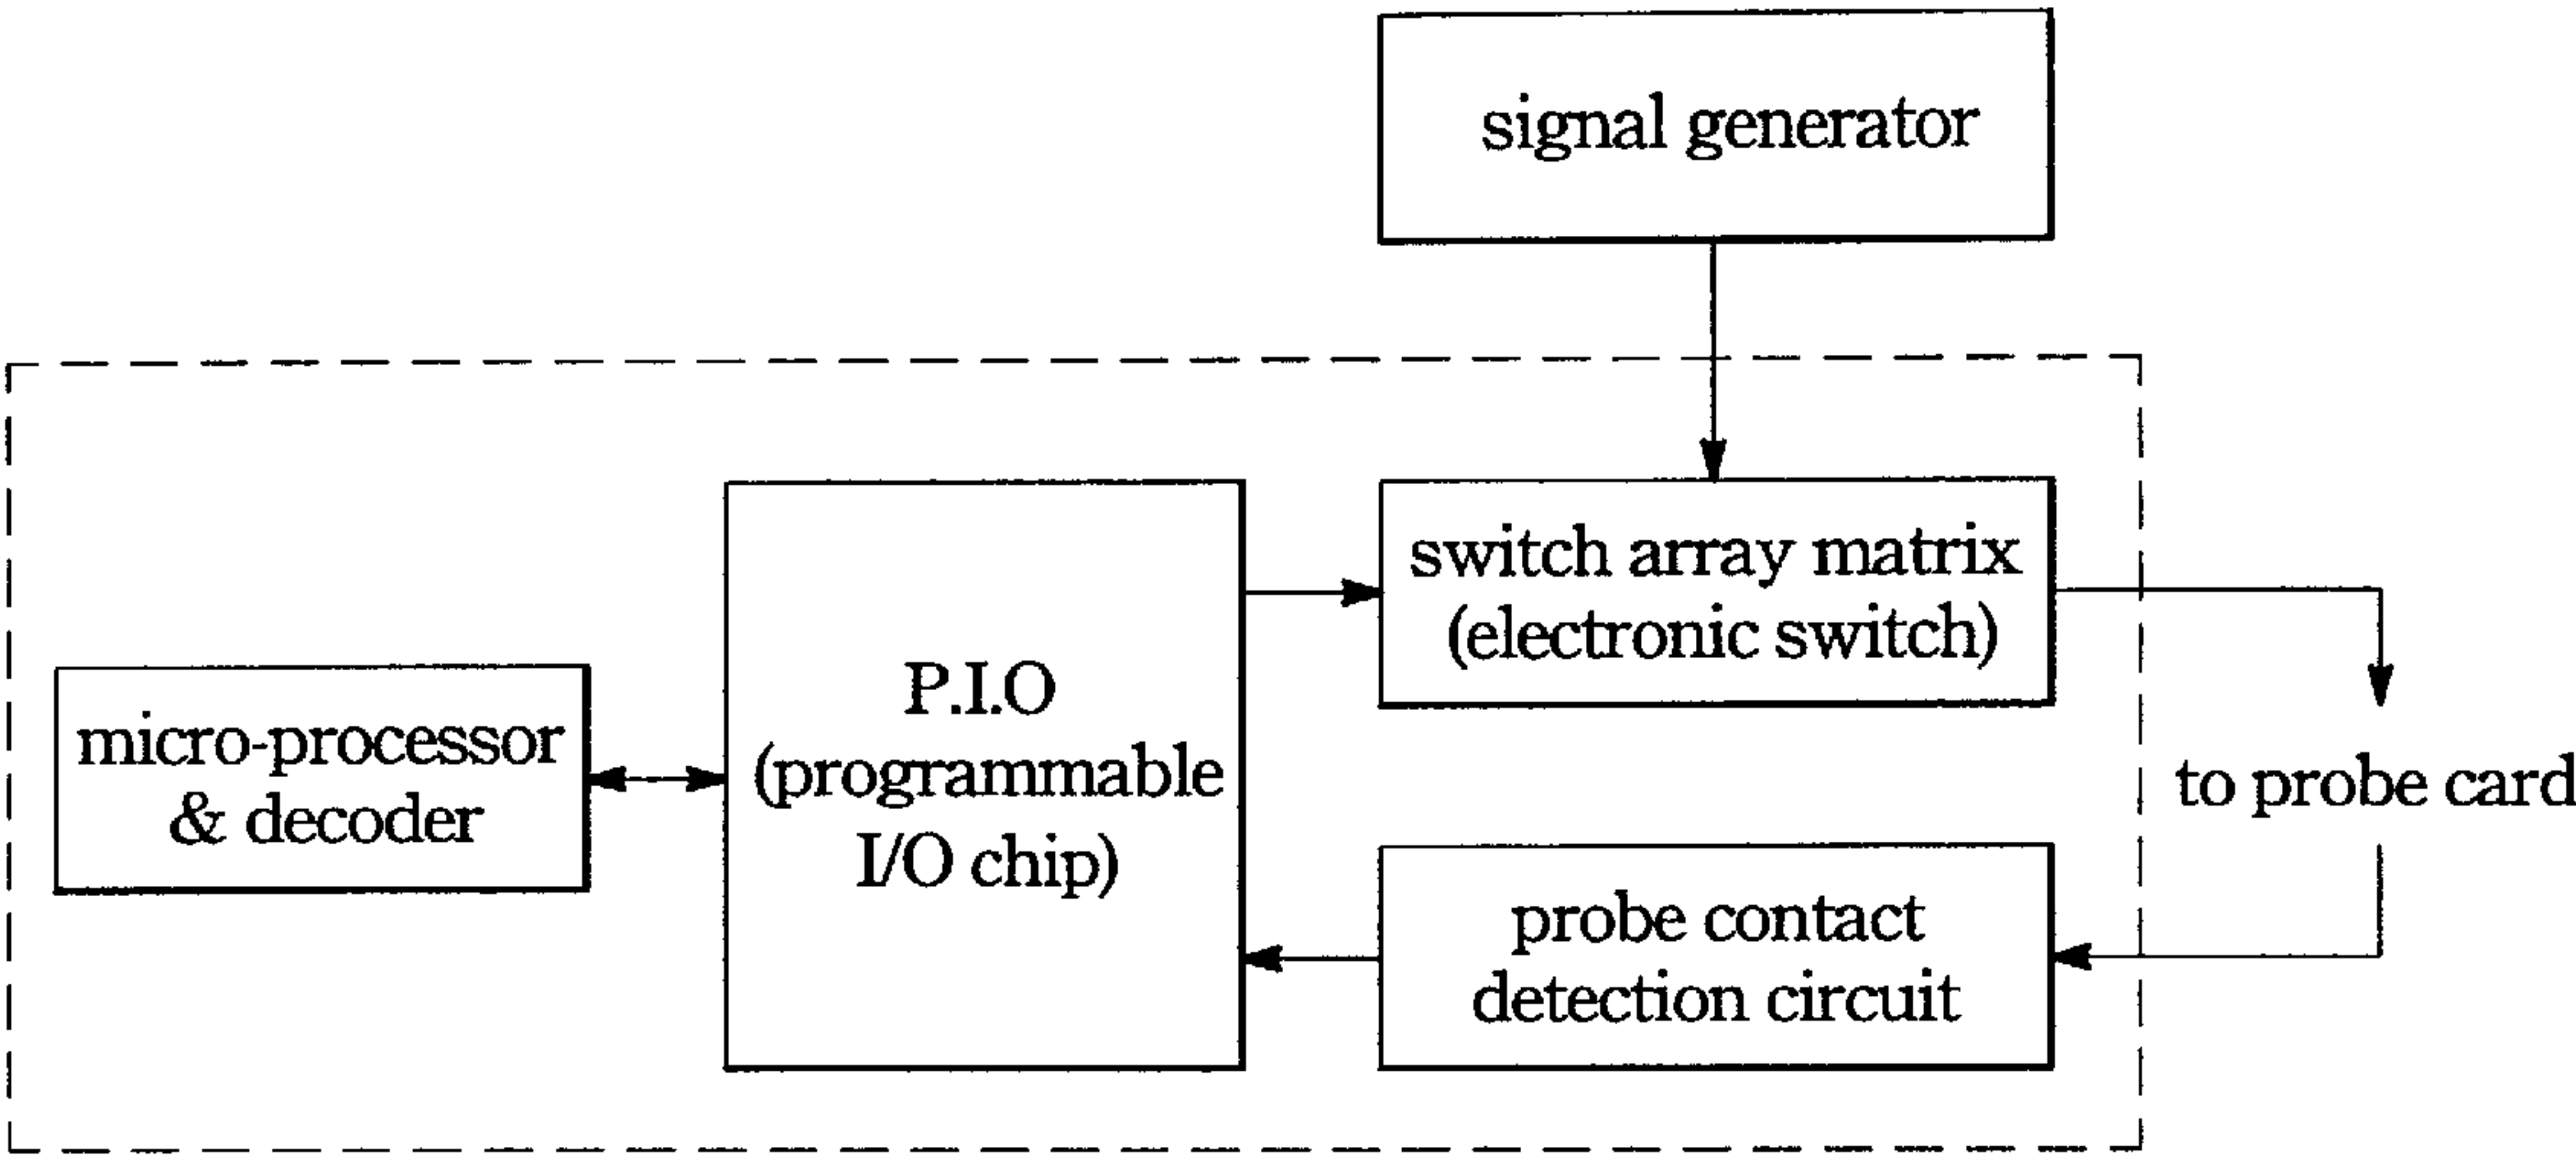 signal generator
switch array matrix
(electronic switch)
P.I.O
(programmable
I/O chip)
micro-processor
& decoder
to probe card
probe contact
detection circuit